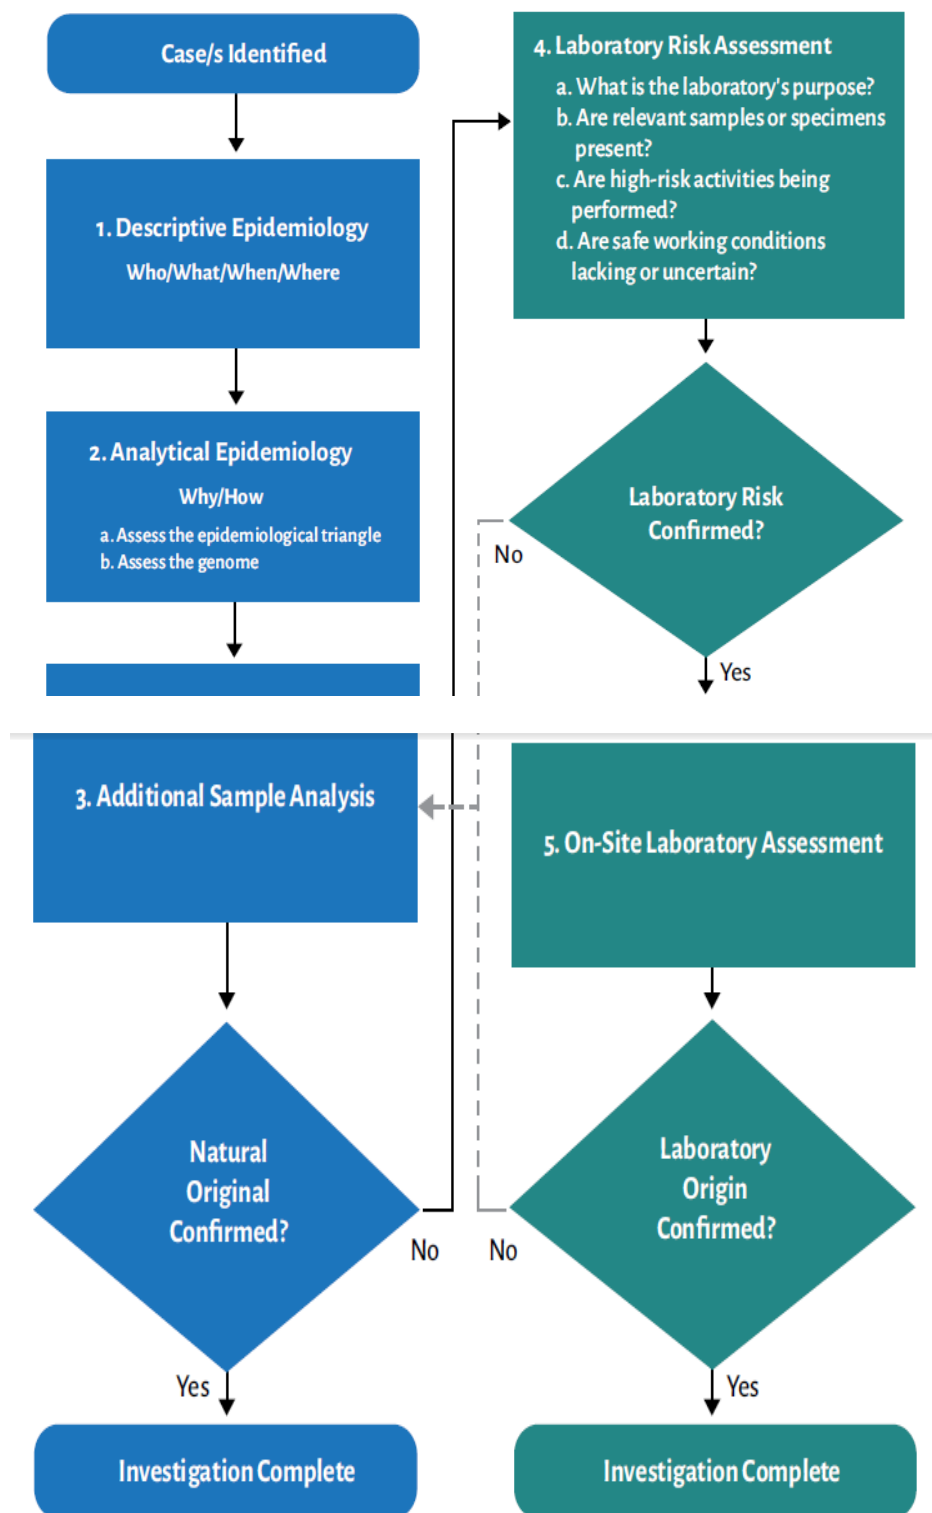 Case/s Identified
1. Descriptive Epidemiology
Who/What/When/Where
2. Analytical Epidemiology
Why/How
a. Assess the epidemiological triangle
b. Assess the genome
3. Additional Sample Analysis
Natural
Original
Confirmed?
No
Yes
Investigation Complete
4. Laboratory Risk Assessment
a. What is the laboratory's purpose?
b. Are relevant samples or specimens
present?
c. Are high-risk activities being
performed?
d. Are safe working conditions
lacking or uncertain?
Laboratory Risk
Confirmed?
No
Yes
5. On-Site Laboratory Assessment
Laboratory
Origin
Confirmed?
No
Yes
Investigation Complete